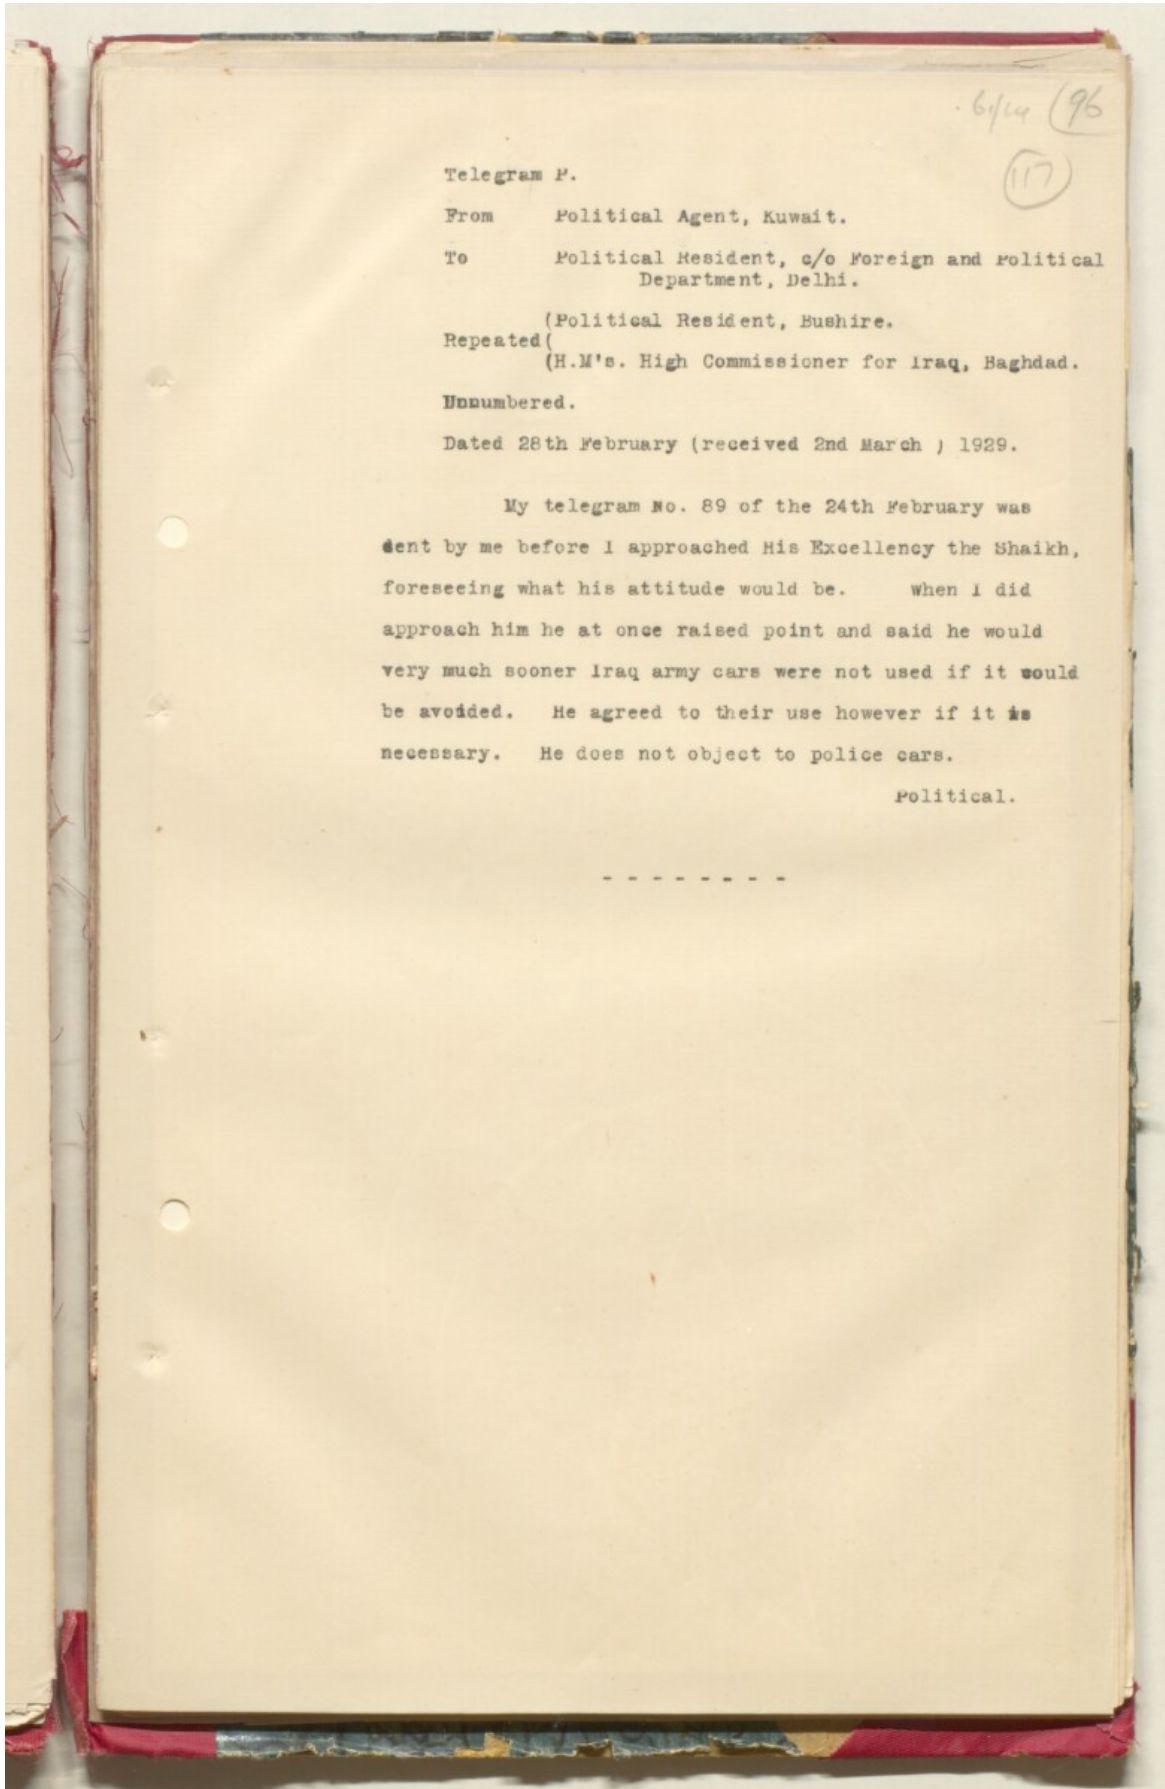 61/14 (96
117
Telegram P.
From Political Agent, Kuwait.
To Political Resident, c/o Foreign and Political
Department, Delhi.
(Political Resident, Bushire.
Repeated(
(H.M's. High Commissioner for Iraq, Baghdad.
Unnumbered.
Dated 28th February (received 2nd March ) 1929.
My telegram No. 89 of the 24th February was
sent by me before I approached His Excellency the Shaikh,
foreseeing what his attitude would be. When I did
approach him he at once raised point and said he would
very much sooner Iraq army cars were not used if it could
be avoided. He agreed to their use however if it is
necessary. He does not object to police cars.
Political.
- - - - - - - -